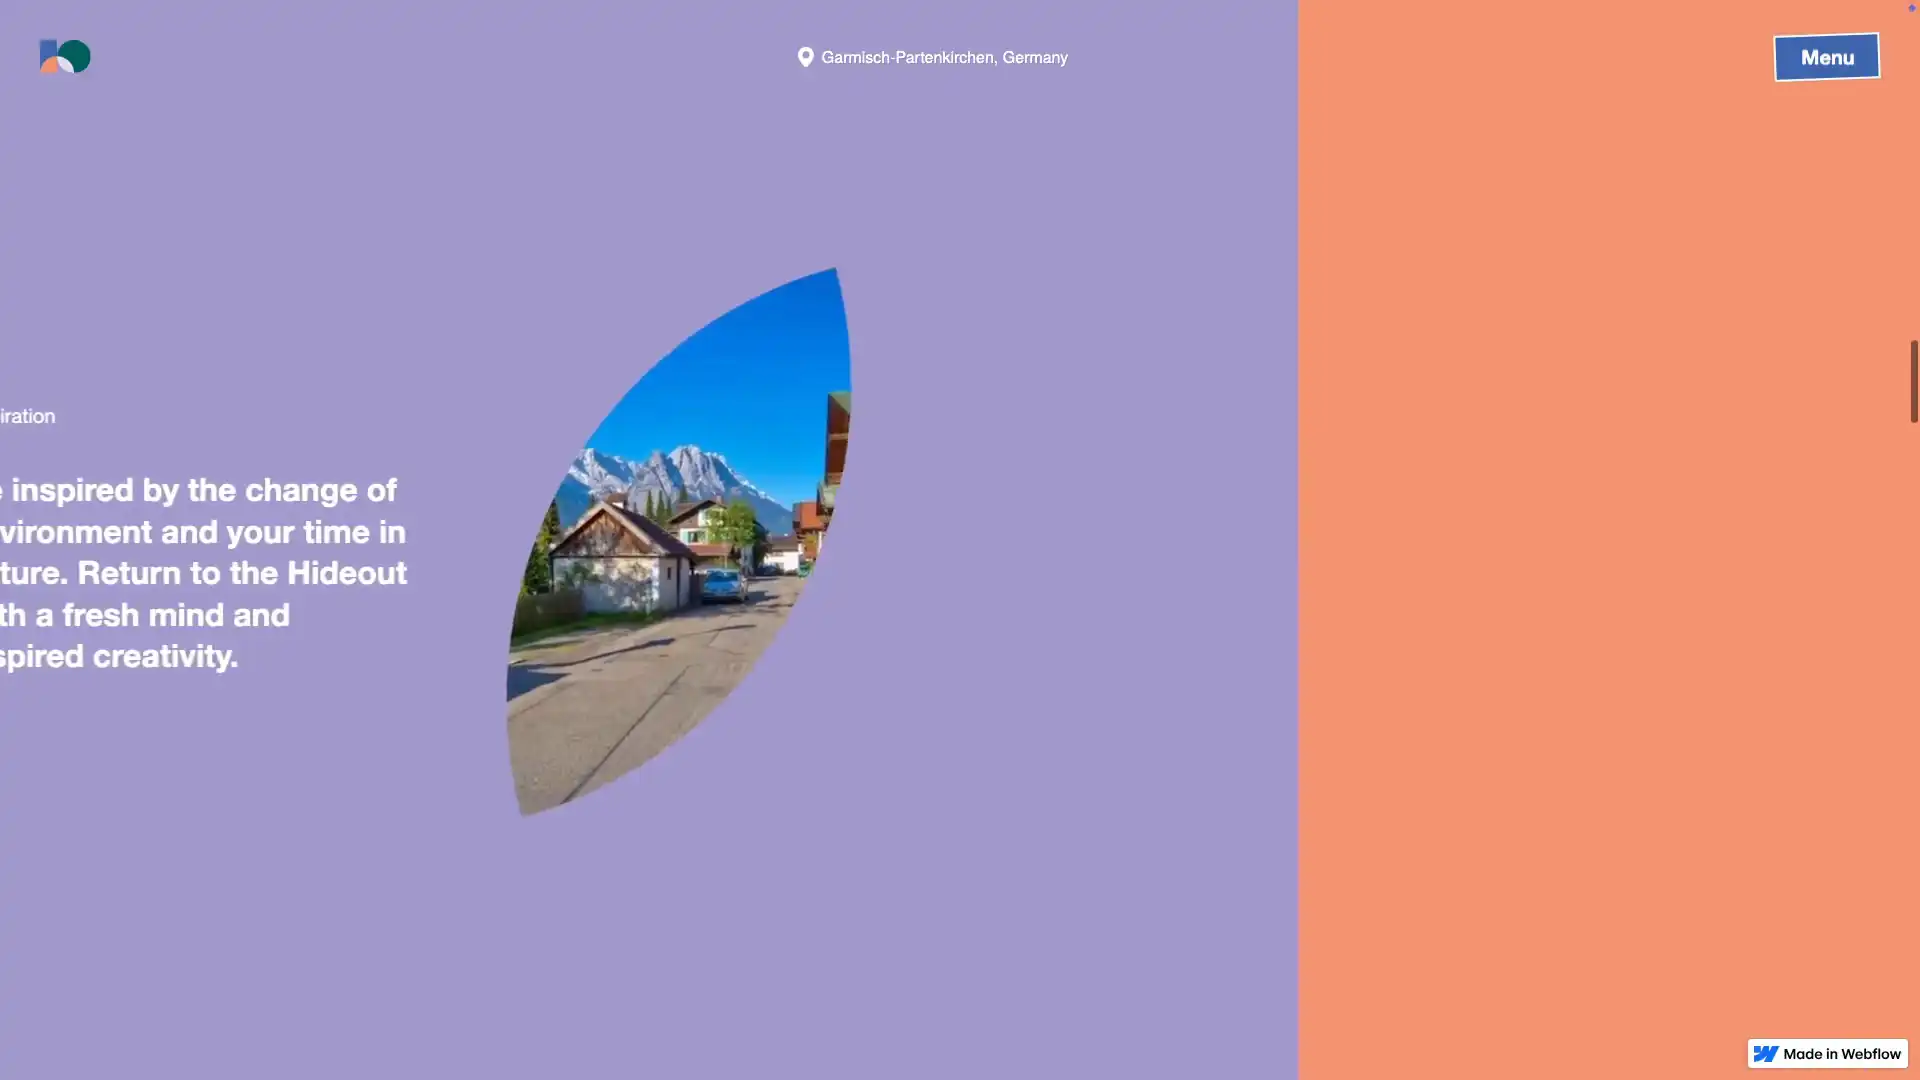 Garmisch-Partenkirchen, Germany
Menu
iration
inspired by the change of
vironment and your time in
ture. Return to the Hideout
th a fresh mind and
spired creativity.
Made in Webflow